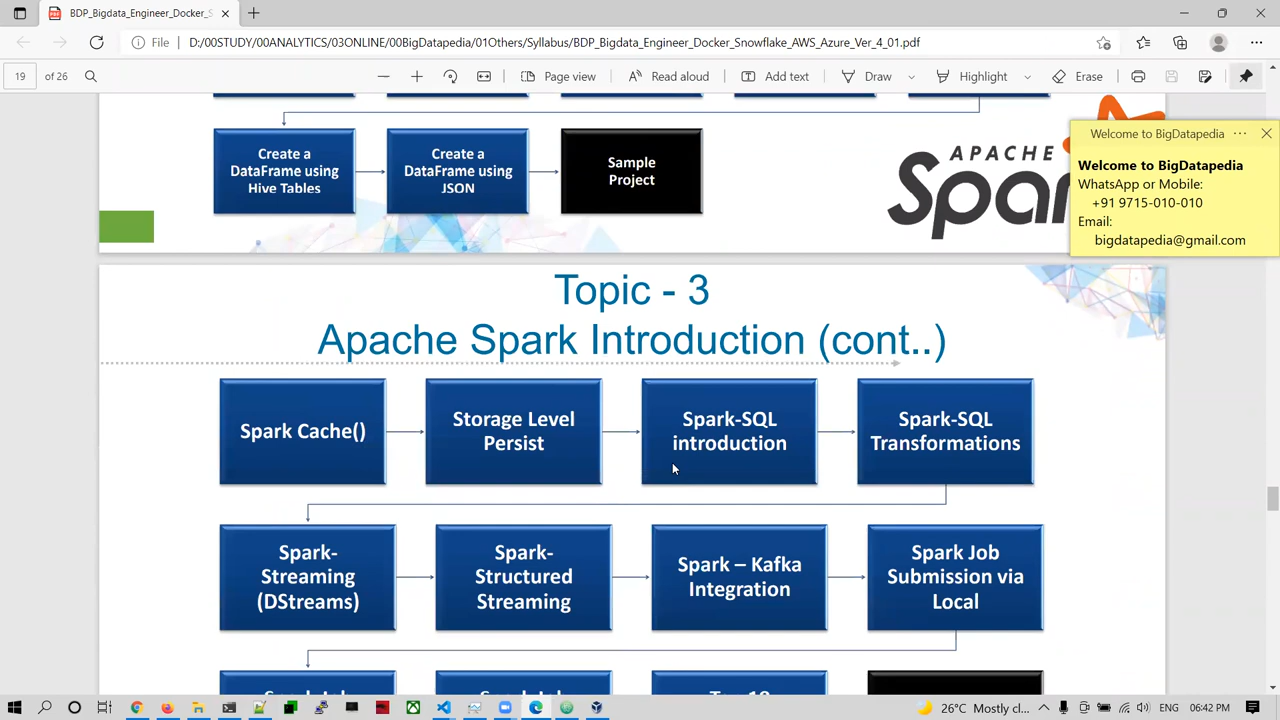 BDP_Bigdata_Engineer_Docker_S
File
D:/00STUDY/00ANALYTICS/03ONLINE/00BigDatapedia/01Others/Syllabus/BDP_Bigdata_Engineer_Docker_Snowflake_AWS_Azure_Ver_4_01.pdf
19 of 26
Page view
Read aloud
Add text
Draw
Highlight
Erase
Create a
DataFrame using
Hive Tables
Create a
DataFrame using
JSON
Sample
Project
APACHE
Spar
Welcome to BigDatapedia
Welcome to BigDatapedia
WhatsApp or Mobile:
+91 9715-010-010
Email:
bigdatapedia@gmail.com
Topic - 3
Apache Spark Introduction (cont..)
Spark Cache()
Storage Level
Persist
Spark-SQL
introduction
Spark-SQL
Transformations
Spark-
Streaming
(DStreams)
Spark-
Structured
Streaming
Spark – Kafka
Integration
Spark Job
Submission via
Local
26°C Mostly cl...
ENG
06:42 PM